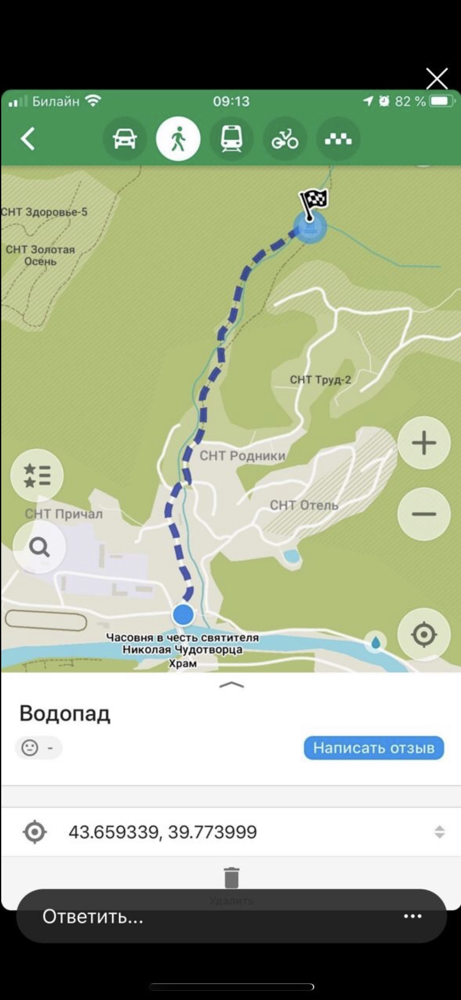 Билайн
09:13
82 %
СНТ Здоровье-5
СНТ Золотая
Осень
СНТ Труд-2
СНТ Родники
СНТ Отель
СНТ Причал
Часовня в честь святителя
Николая Чудотворца
Храм
Водопад
-
Написать отзыв
43.659339, 39.773999
Удалить
Ответить...